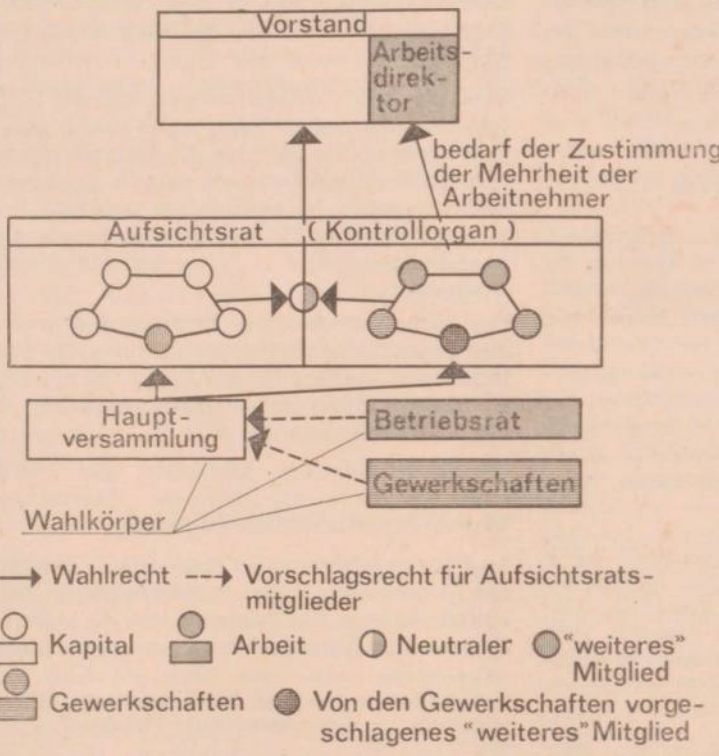 Vorstand
Arbeits-
direk-
tor
bedarf der Zustimmung
der Mehrheit der
Arbeitnehmer
Aufsichtsrat ( Kontrollorgan )
Haupt-
versammlung
Betriebsrat
Gewerkschaften
Wahlkörper
Wahlrecht
Vorschlagsrecht für Aufsichtsrats-
mitglieder
Kapital
Arbeit
Neutraler
"weiteres"
Mitglied
Gewerkschaften
Von den Gewerkschaften vorge-
schlagenes "weiteres" Mitglied